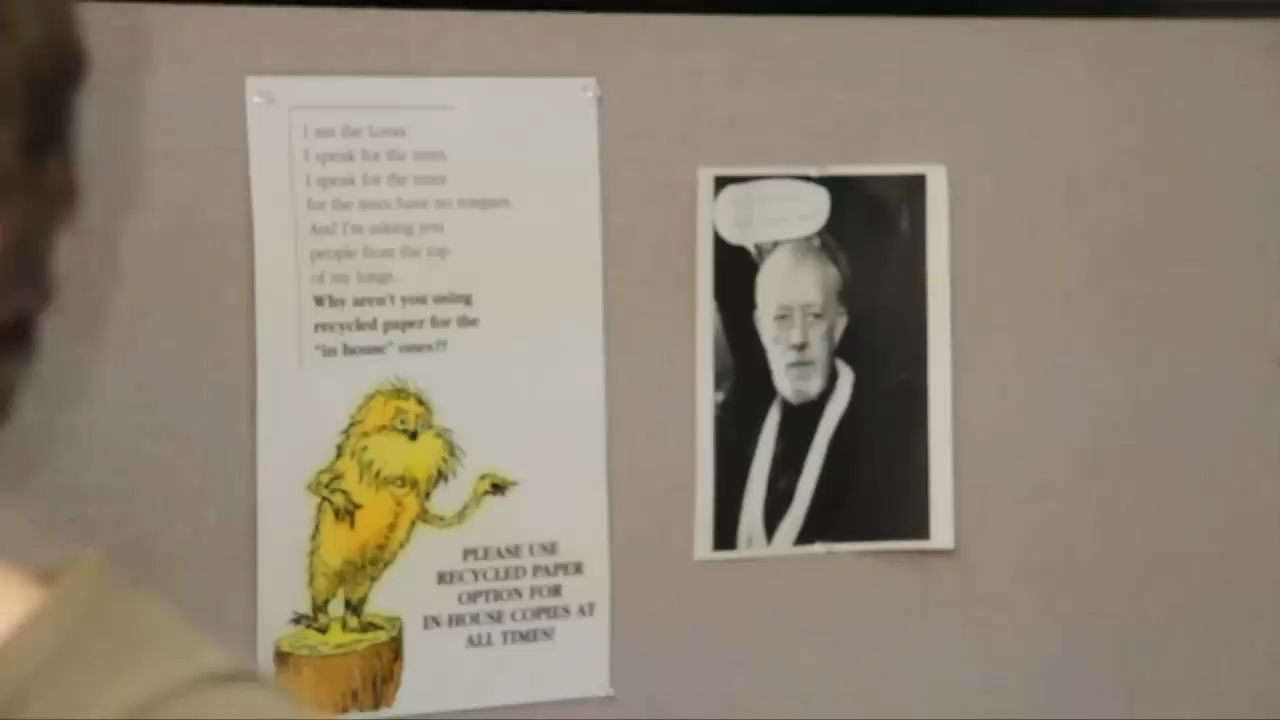 I am the Lorax
I speak for the trees
I speak for the trees
for the trees have no tongues
And I'm asking you
people from the top
of my lungs...
Why aren't you using
recycled paper for the
"in house" ones??
PLEASE USE
RECYCLED PAPER
OPTION FOR
IN-HOUSE COPIES AT
ALL TIMES!